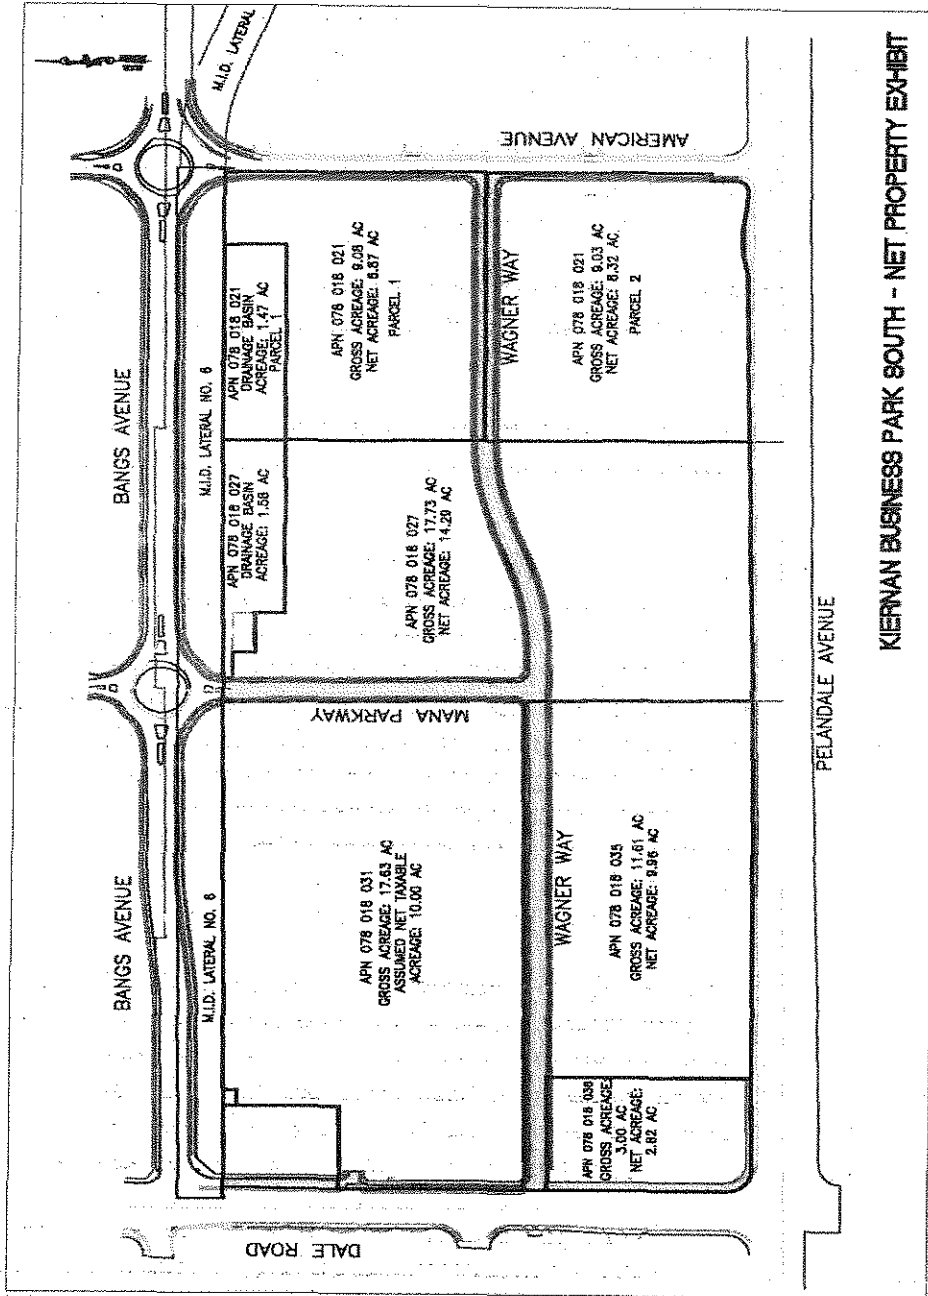 BANGS AVENUE
BANGS AVENUE
M.I.D. LATERAL
M.I.D. LATERAL NO. 6
M.I.D. LATERAL NO. 6
APN 078 018 027
DRAINAGE BASIN
ACREAGE: 1.58 AC
APN 078 018 021
DRAINAGE BASIN
ACREAGE: 1.47 AC
PARCEL 1
APN 078 018 031
GROSS ACREAGE: 17.63 AC
ASSUMED NET TAXABLE
ACREAGE: 10.00 AC
MANA PARKWAY
APN 078 018 027
GROSS ACREAGE: 17.73 AC
NET ACREAGE: 14.29 AC
APN 078 018 021
GROSS ACREAGE: 9.08 AC
NET ACREAGE: 6.87 AC
PARCEL 1
AMERICAN AVENUE
WAGNER WAY
WAGNER WAY
DALE ROAD
APN 078 018 038
GROSS ACREAGE:
3.00 AC
NET ACREAGE:
2.82 AC
APN 078 018 035
GROSS ACREAGE: 11.61 AC
NET ACREAGE: 9.96 AC
APN 078 018 021
GROSS ACREAGE: 9.03 AC
NET ACREAGE: 8.32 AC
PARCEL 2
PELANDALE AVENUE
KIERNAN BUSINESS PARK SOUTH - NET PROPERTY EXHIBIT